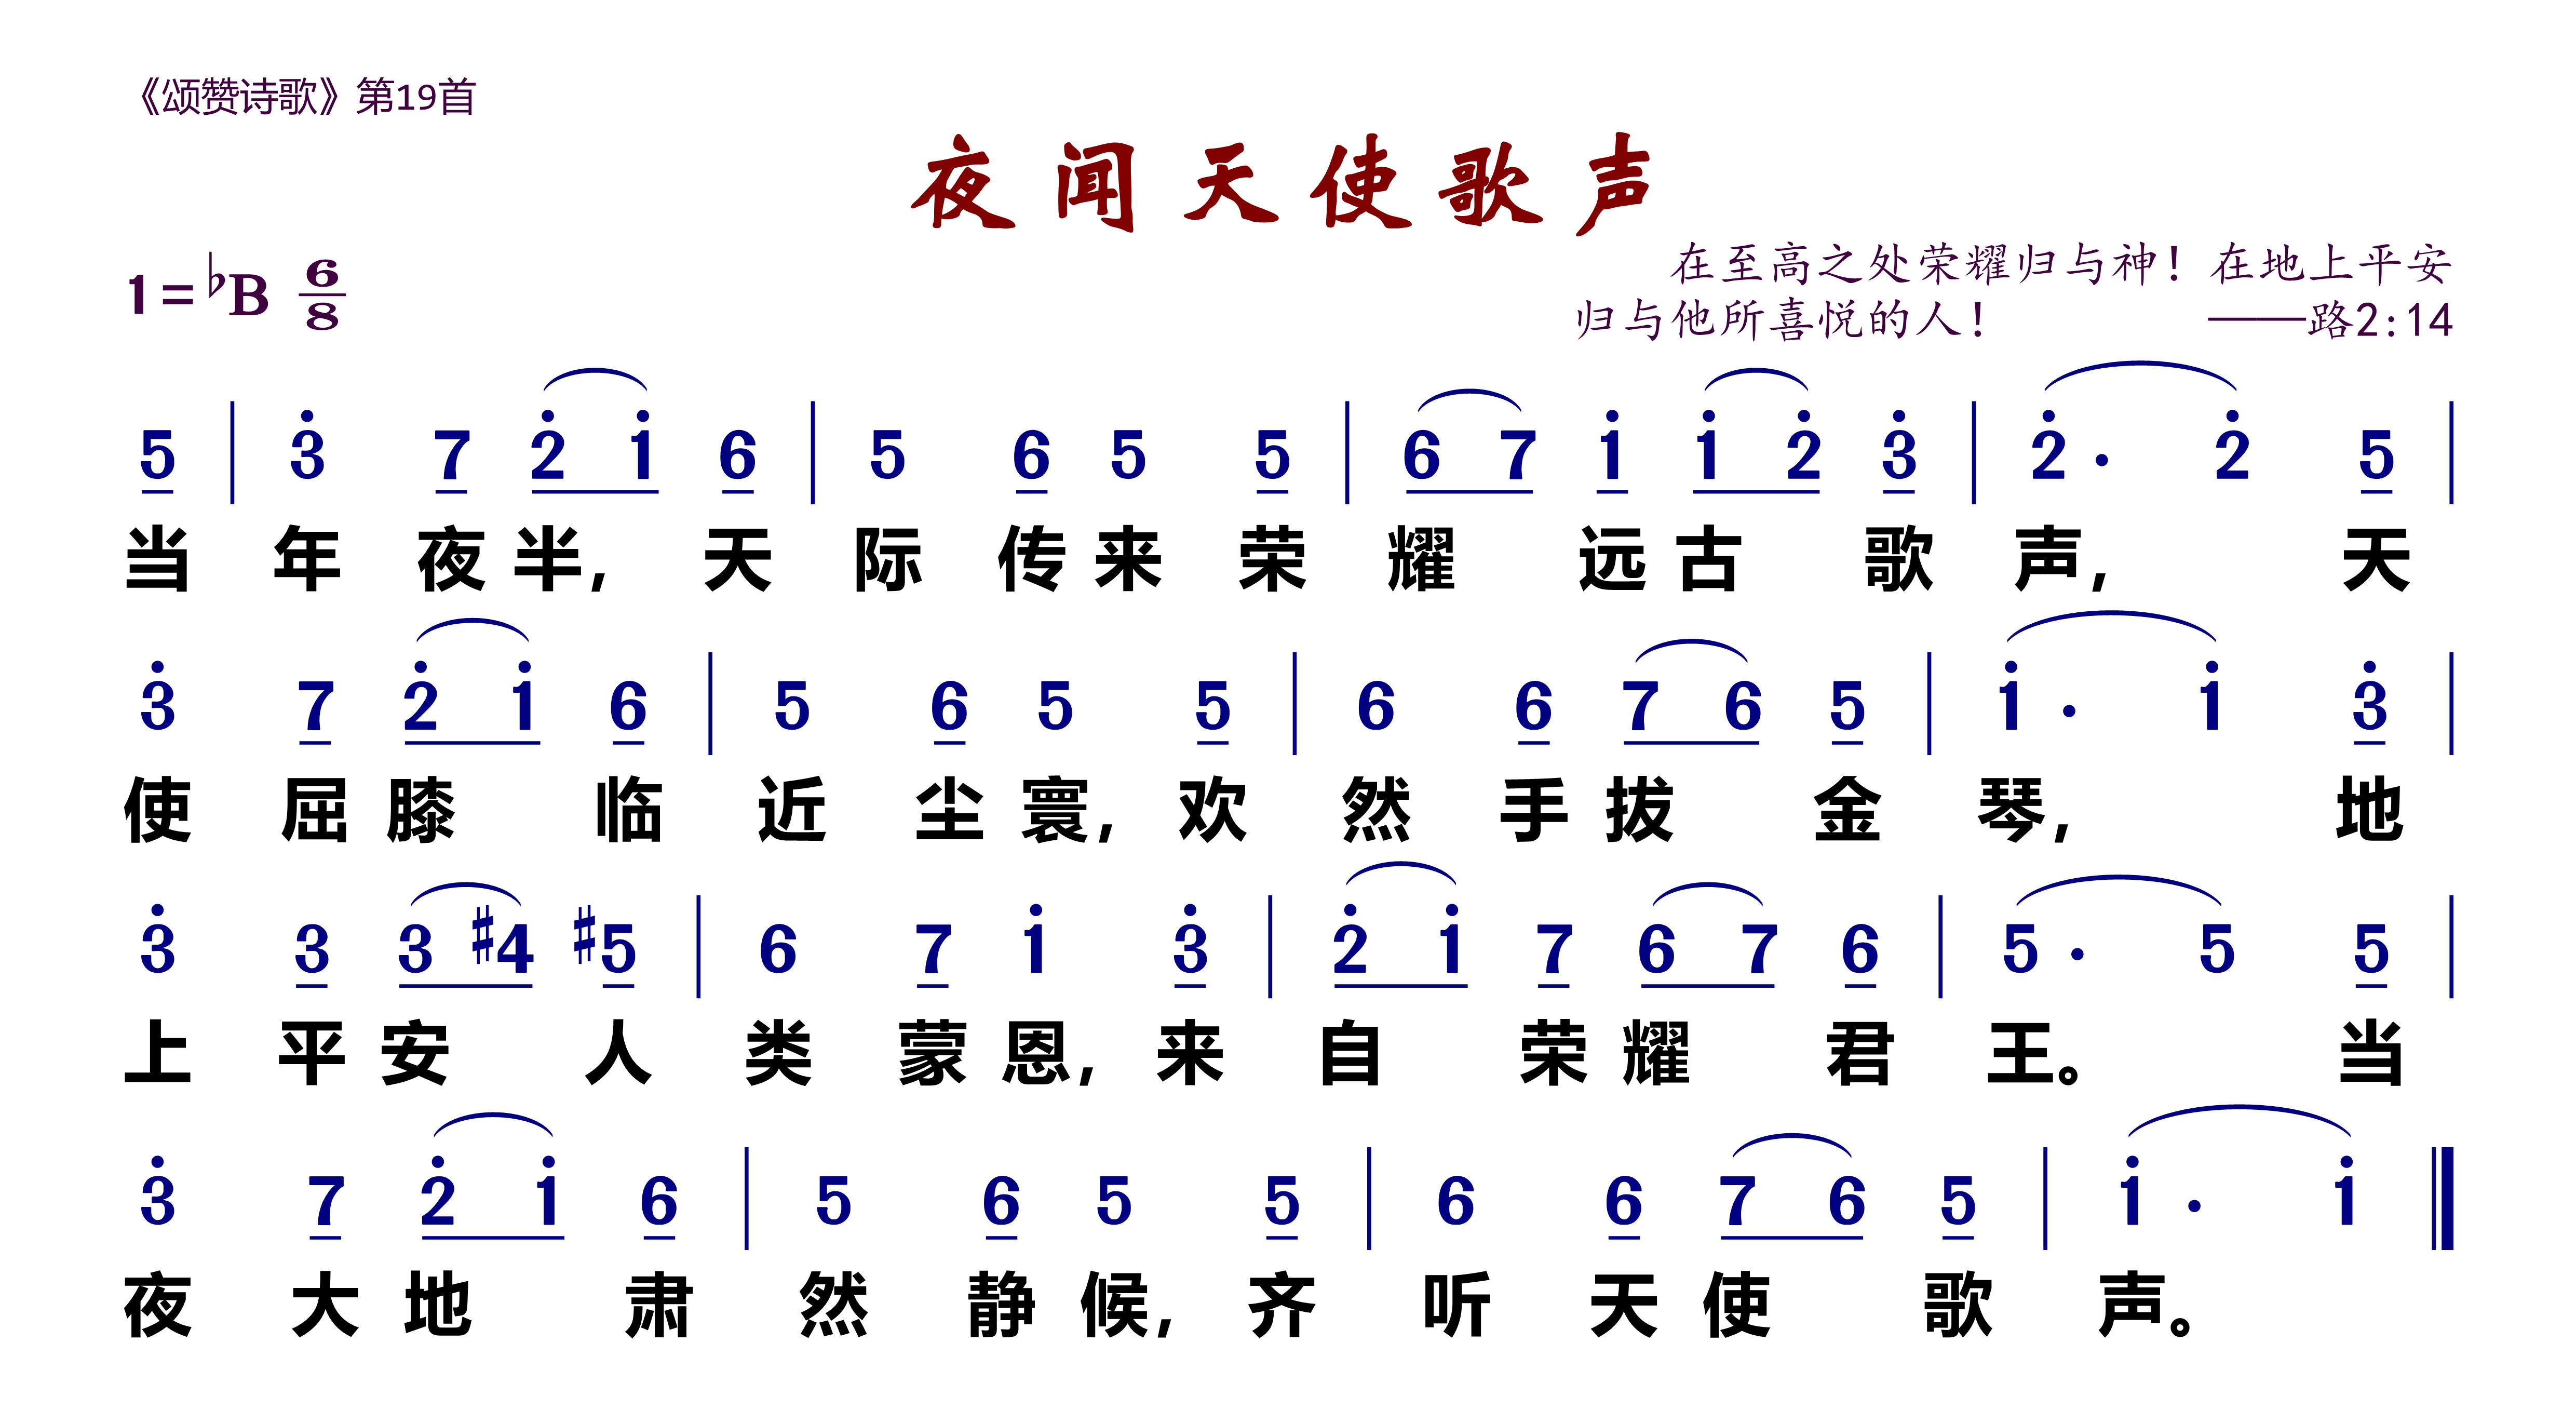 《颂赞诗歌》第19首
夜闻天使歌声
1=♭B 6/8
在至高之处荣耀归与神！在地上平安
归与他所喜悦的人！ ——路2:14
5 | 3̇ 7 2̇ 1̇ 6 | 5 6 5 5 | 6 7 1̇ 1̇ 2̇ 3̇ | 2̇ · 2̇ 5 |
当年夜半,天际传来荣耀远古歌声,天
3̇ 7 2̇ 1̇ 6 | 5 6 5 5 | 6 6 7 6 5 | 1̇ · 1̇ 3̇ |
使屈膝临近尘寰,欢然手拔金琴,地
3̇ 3 3 #4 #5 | 6 7 1̇ 3̇ | 2̇ 1̇ 7 6 7 6 | 5 · 5 5 |
上平安人类蒙恩,来自荣耀君王。当
3̇ 7 2̇ 1̇ 6 | 5 6 5 5 | 6 6 7 6 5 | 1̇ · 1̇ ‖
夜大地肃然静候,齐听天使歌声。